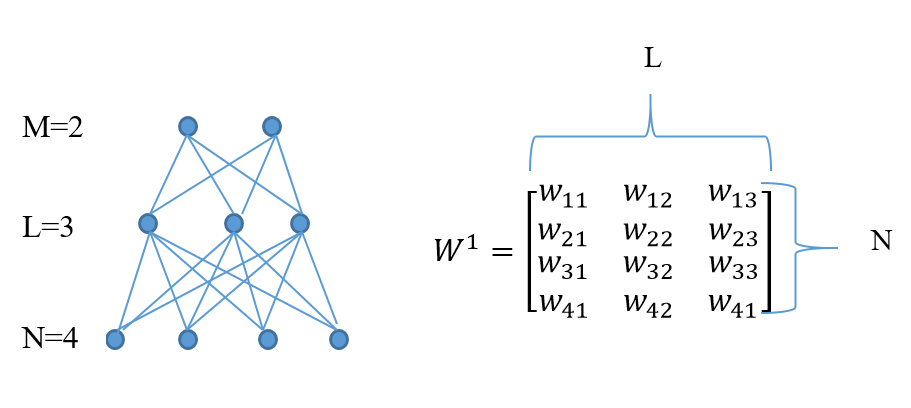 L
M=2
L=3
N=4
W¹ =
w₁₁ w₁₂ w₁₃
w₂₁ w₂₂ w₂₃
w₃₁ w₃₂ w₃₃
w₄₁ w₄₂ w₄₁
N